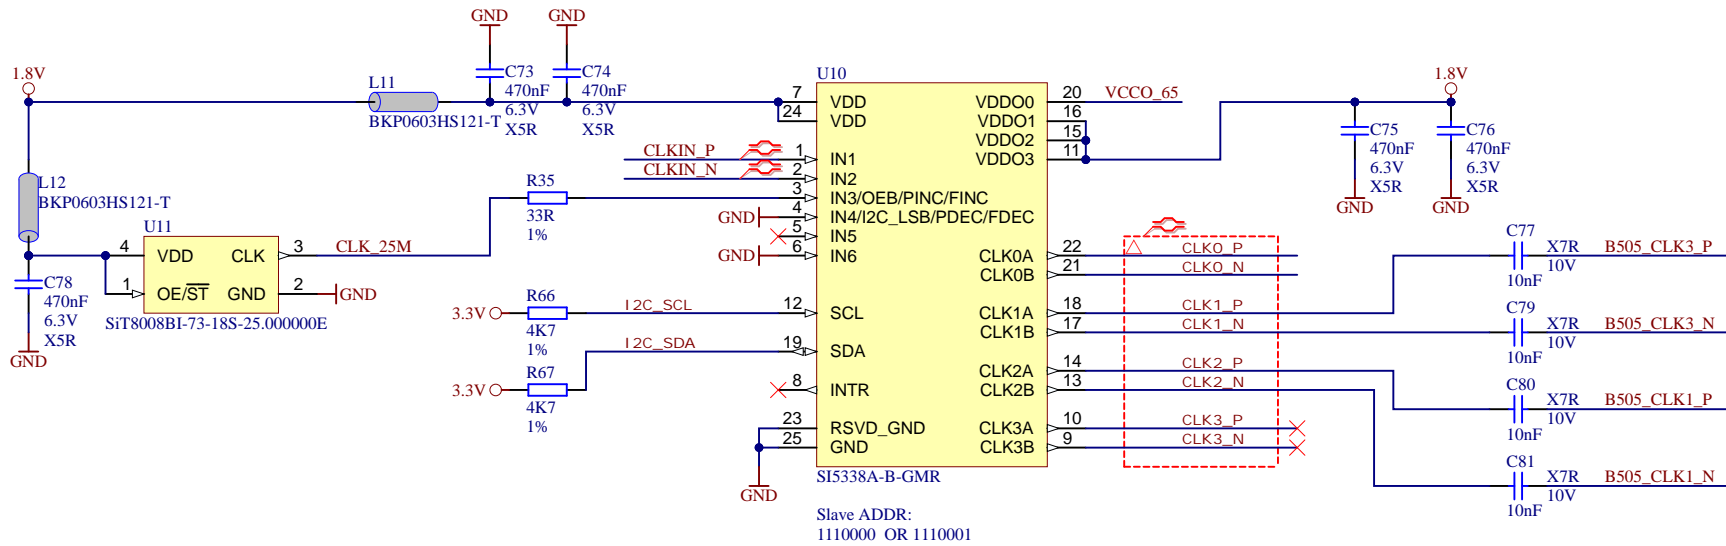 GND
GND
1.8V
L11
BKP0603HS121-T
C73
470nF
6.3V
X5R
C74
470nF
6.3V
X5R
L12
BKP0603HS121-T
U11
4
VDD
CLK
3
1
OE/ST
GND
2
GND
SiT8008BI-73-18S-25.000000E
C78
470nF
6.3V
X5R
GND
CLK_25M
R35
33R
1%
CLKIN_P
CLKIN_N
GND
GND
3.3V
R66
4K7
1%
I2C_SCL
3.3V
R67
4K7
1%
I2C_SDA
GND
U10
7
VDD
24
VDD
1
IN1
2
IN2
3
IN3/OEB/PINC/FINC
4
IN4/I2C_LSB/PDEC/FDEC
5
IN5
6
IN6
12
SCL
19
SDA
8
INTR
23
RSVD_GND
25
GND
VDDO0
20
VCCO_65
VDDO1
16
VDDO2
15
VDDO3
11
CLK0A
22
CLK0_P
CLK0B
21
CLK0_N
CLK1A
18
CLK1_P
CLK1B
17
CLK1_N
CLK2A
14
CLK2_P
CLK2B
13
CLK2_N
CLK3A
10
CLK3_P
CLK3B
9
CLK3_N
SI5338A-B-GMR
Slave ADDR:
1110000 OR 1110001
1.8V
C75
470nF
6.3V
X5R
GND
C76
470nF
6.3V
X5R
GND
C77
X7R
10V
10nF
B505_CLK3_P
C79
X7R
10V
10nF
B505_CLK3_N
C80
X7R
10V
10nF
B505_CLK1_P
C81
X7R
10V
10nF
B505_CLK1_N